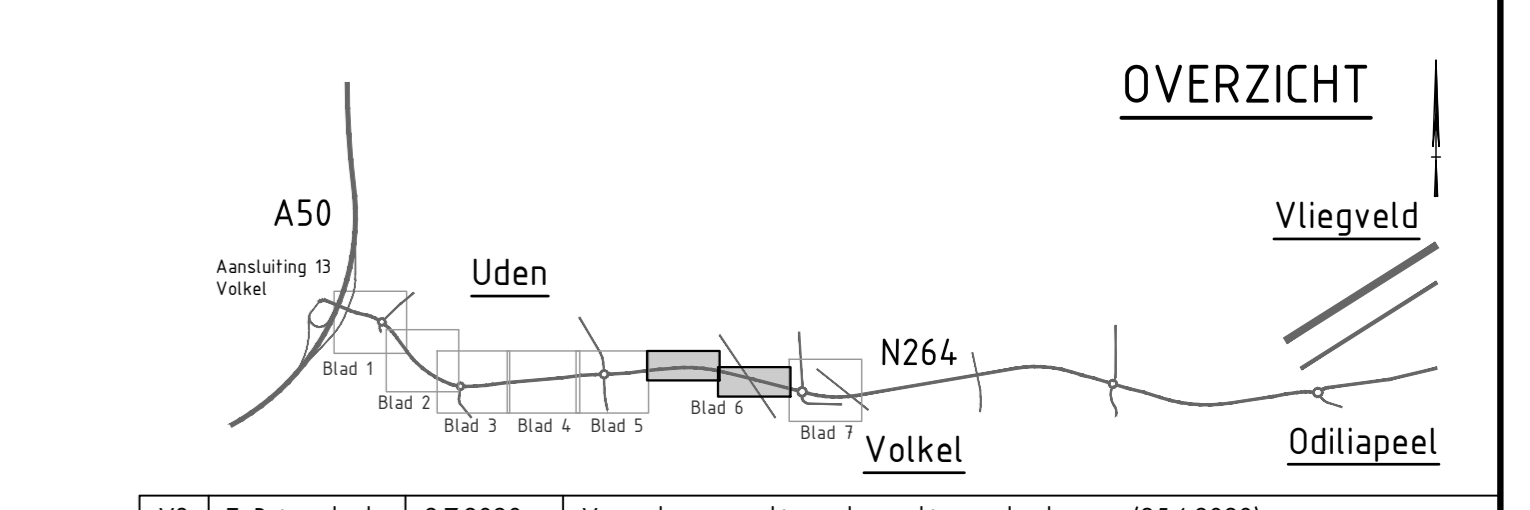 OVERZICHT
A50
Vliegveld
Aansluiting 13
Volkel
Uden
N264
Blad 1
Blad 2
Blad 3
Blad 4
Blad 5
Blad 6
Blad 7
Volkel
Odiliapeel